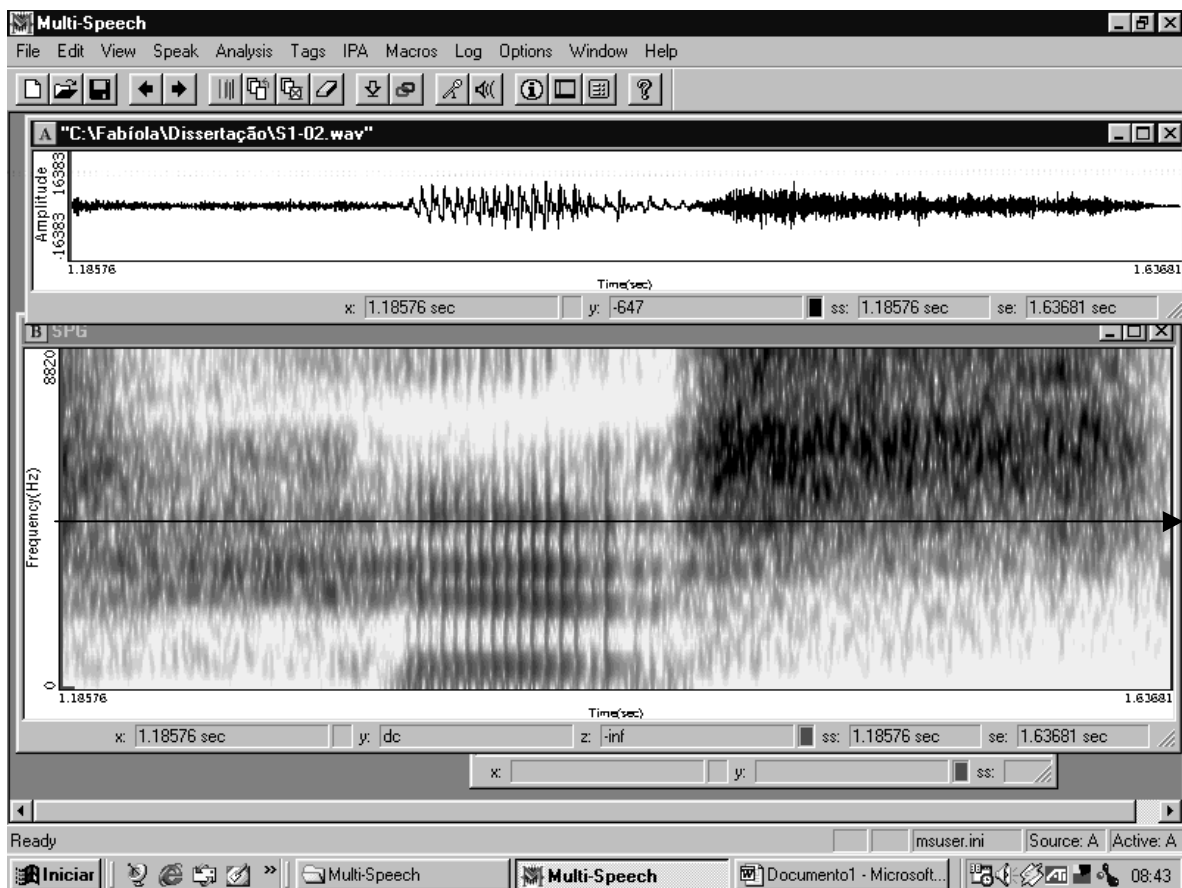 Multi-Speech
File Edit View Speak Analysis Tags IPA Macros Log Options Window Help
A "C:\Fabíola\Dissertação\S1-02.wav"
Amplitude
-16383 16383
1.18576 1.63681
Time(sec)
x: 1.18576 sec y: -647 ss: 1.18576 sec se: 1.63681 sec
B SPG
8820
Frequency(Hz)
0
1.18576 1.63681
Time(sec)
x: 1.18576 sec y: dc z: -inf ss: 1.18576 sec se: 1.63681 sec
x: y: ss:
Ready msuser.ini Source: A Active: A
Iniciar » Multi-Speech Multi-Speech Documento1 - Microsoft... 08:43